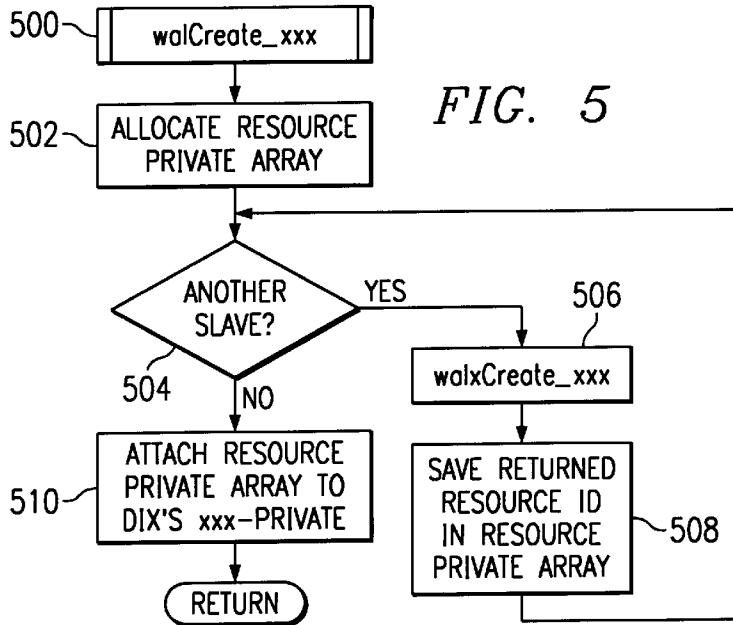 500
walCreate_xxx
FIG. 5
502
ALLOCATE RESOURCE
PRIVATE ARRAY
ANOTHER
SLAVE?
YES
504
NO
506
walxCreate_xxx
510
ATTACH RESOURCE
PRIVATE ARRAY TO
DIX'S xxx-PRIVATE
SAVE RETURNED
RESOURCE ID
IN RESOURCE
PRIVATE ARRAY
508
RETURN